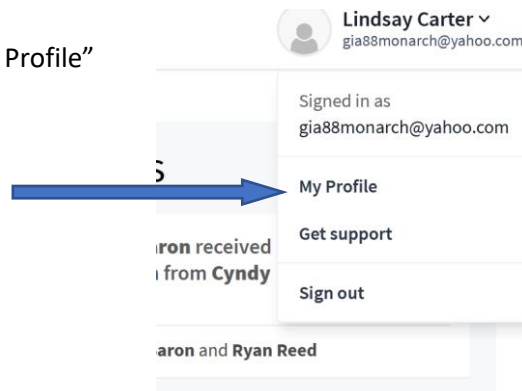 Lindsay Carter
gia88monarch@yahoo.com
Profile”
Signed in as
gia88monarch@yahoo.com
s
My Profile
Get support
aron received
from Cyndy
Sign out
aron and Ryan Reed